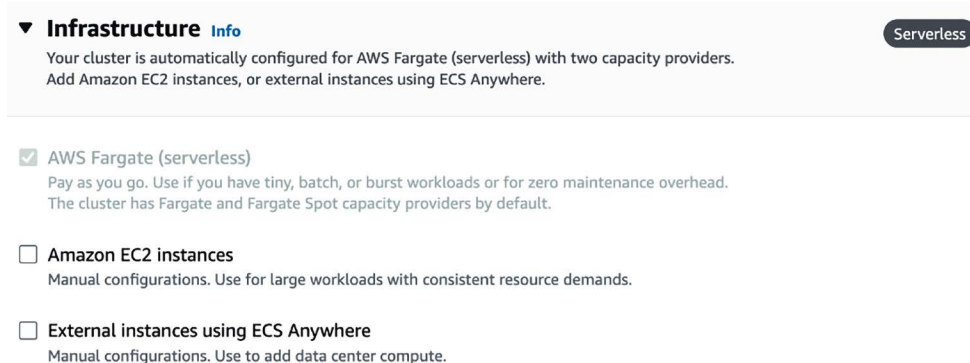 Infrastructure Info
Serverless
Your cluster is automatically configured for AWS Fargate (serverless) with two capacity providers.
Add Amazon EC2 instances, or external instances using ECS Anywhere.
AWS Fargate (serverless)
Pay as you go. Use if you have tiny, batch, or burst workloads or for zero maintenance overhead.
The cluster has Fargate and Fargate Spot capacity providers by default.
Amazon EC2 instances
Manual configurations. Use for large workloads with consistent resource demands.
External instances using ECS Anywhere
Manual configurations. Use to add data center compute.